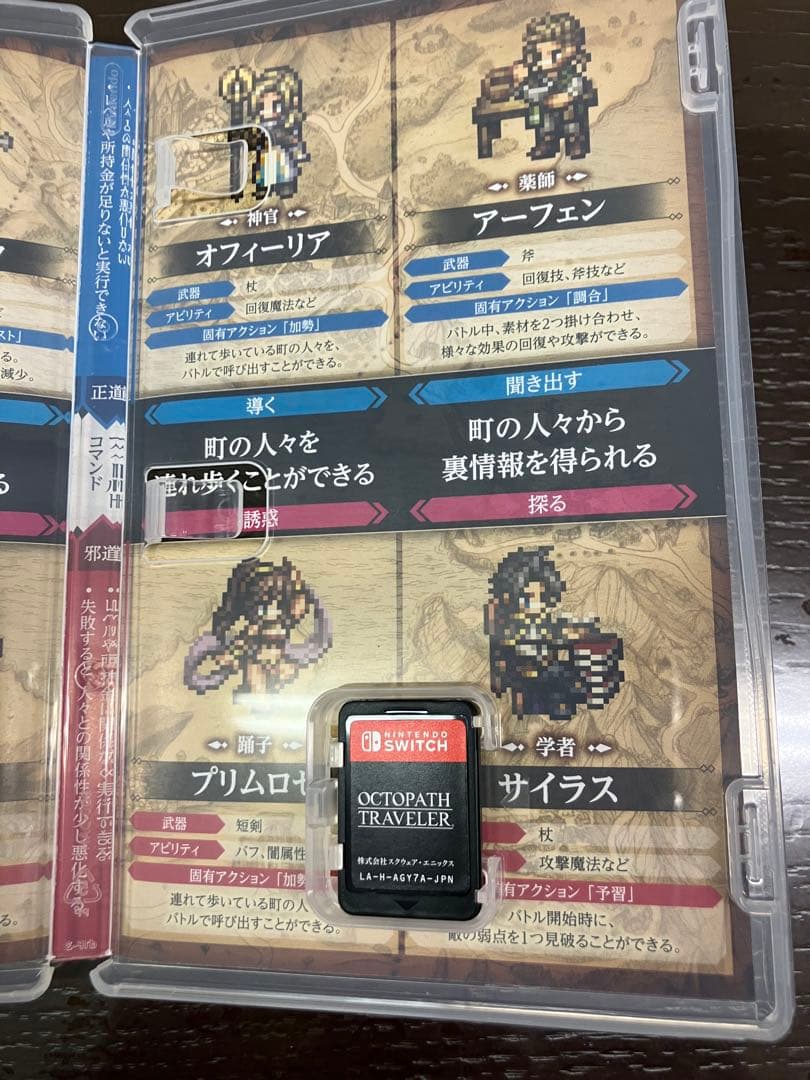 神官
オフィーリア
武器 杖
アビリティ 回復魔法など
固有アクション「加勢」
連れて歩いている町の人々を、
バトルで呼び出すことができる。
薬師
アーフェン
武器 斧
アビリティ 回復技、斧技など
固有アクション「調合」
バトル中、素材を2つ掛け合わせ、
様々な効果の回復や攻撃ができる。
導く
町の人々を
連れ歩くことができる
誘惑
聞き出す
町の人々から
裏情報を得られる
探る
踊子
プリムロゼ
武器 短剣
アビリティ バフ、闇属性
固有アクション「加勢
連れて歩いている町の人
バトルで呼び出すことができる。
学者
サイラス
杖
攻撃魔法など
固有アクション「予習」
バトル開始時に、
敵の弱点を1つ見破ることができる。
NINTENDO
SWITCH
OCTOPATH
TRAVELER
株式会社スクウェア・エニックス
LA-H-AGY7A-JPN
や所持金が足りないと実行できない
正道
コマンド
邪道
失敗すると、人々との関係性が少し悪化する
スト」
る。
減少。
る